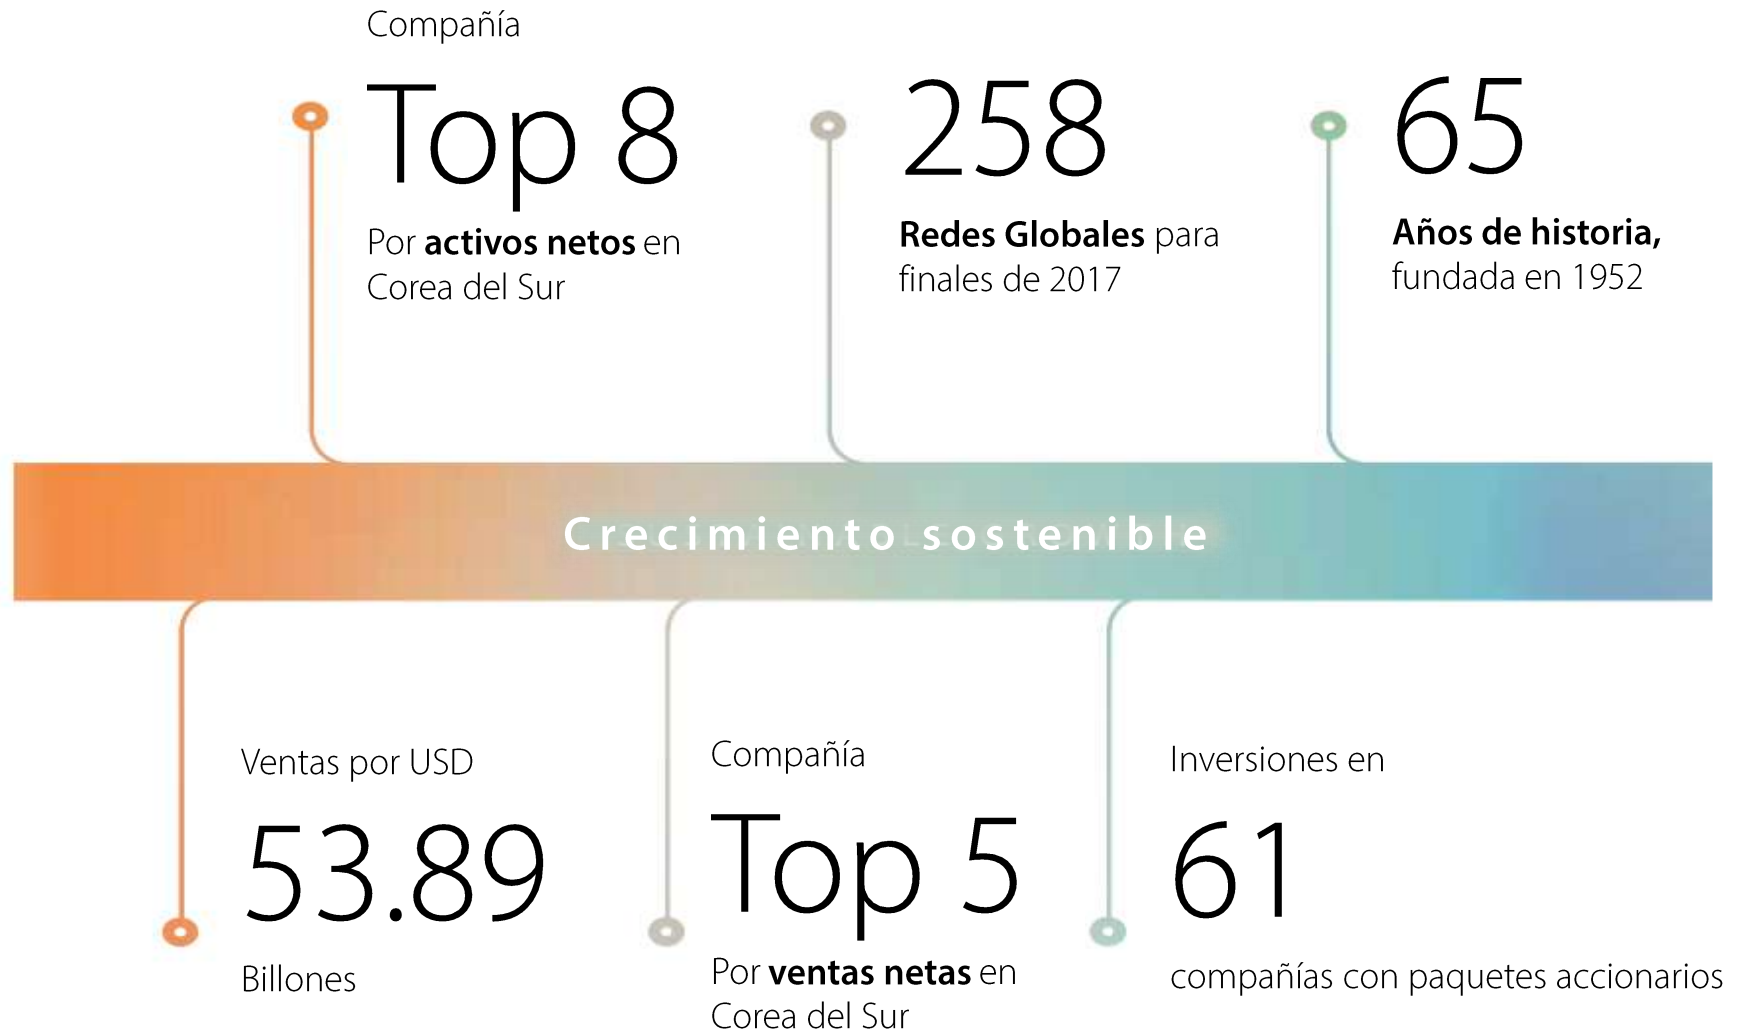 Compañía
Top 8
Por activos netos en
Corea del Sur
258
Redes Globales para
finales de 2017
65
Años de historia,
fundada en 1952
Crecimiento sostenible
Ventas por USD
53.89
Billones
Compañía
Top 5
Por ventas netas en
Corea del Sur
Inversiones en
61
compañías con paquetes accionarios